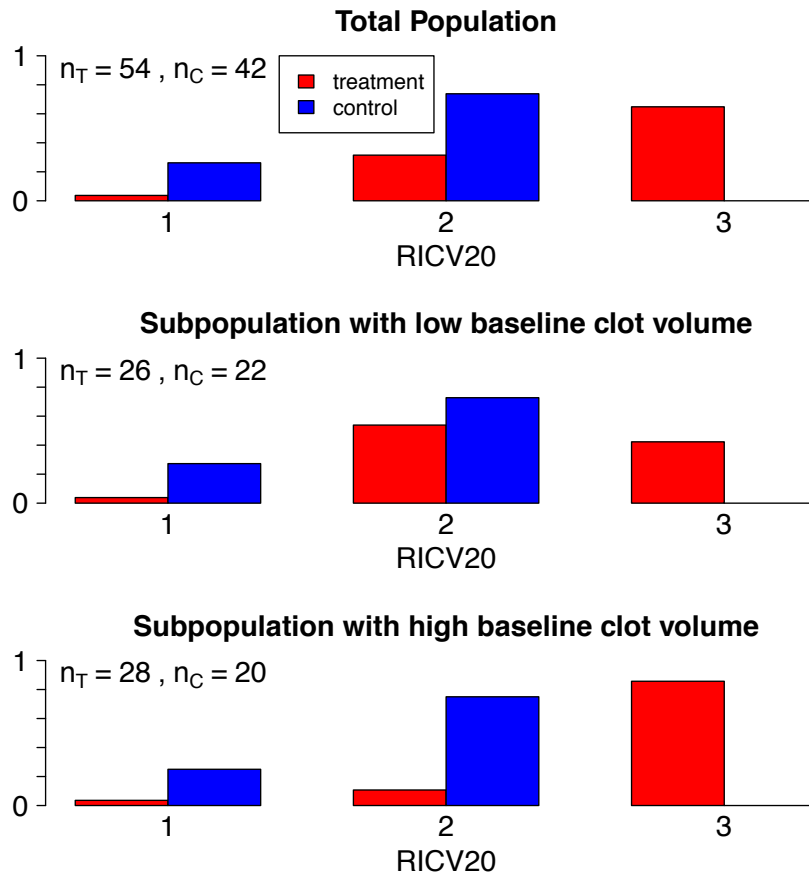 Total Population
1
n_T = 54 , n_C = 42
treatment
control
0
1 2 3
RICV20
Subpopulation with low baseline clot volume
1
n_T = 26 , n_C = 22
0
1 2 3
RICV20
Subpopulation with high baseline clot volume
1
n_T = 28 , n_C = 20
0
1 2 3
RICV20